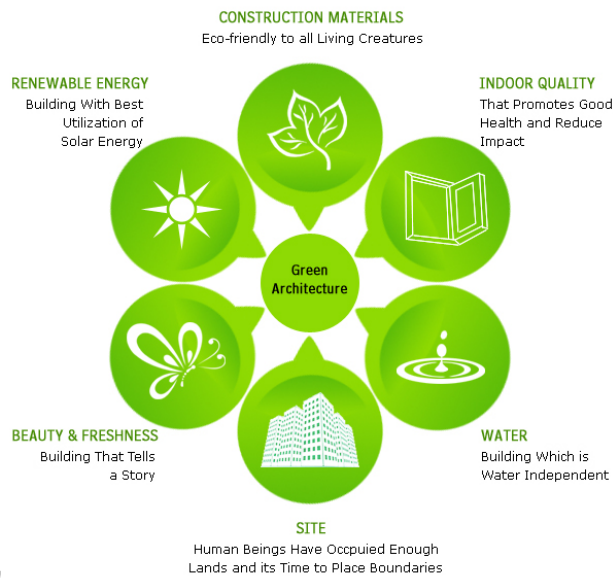 CONSTRUCTION MATERIALS
Eco-friendly to all Living Creatures
RENEWABLE ENERGY
Building With Best
Utilization of
Solar Energy
INDOOR QUALITY
That Promotes Good
Health and Reduce
Impact
Green
Architecture
BEAUTY & FRESHNESS
Building That Tells
a Story
WATER
Building Which is
Water Independent
SITE
Human Beings Have Occpuied Enough
Lands and its Time to Place Boundaries